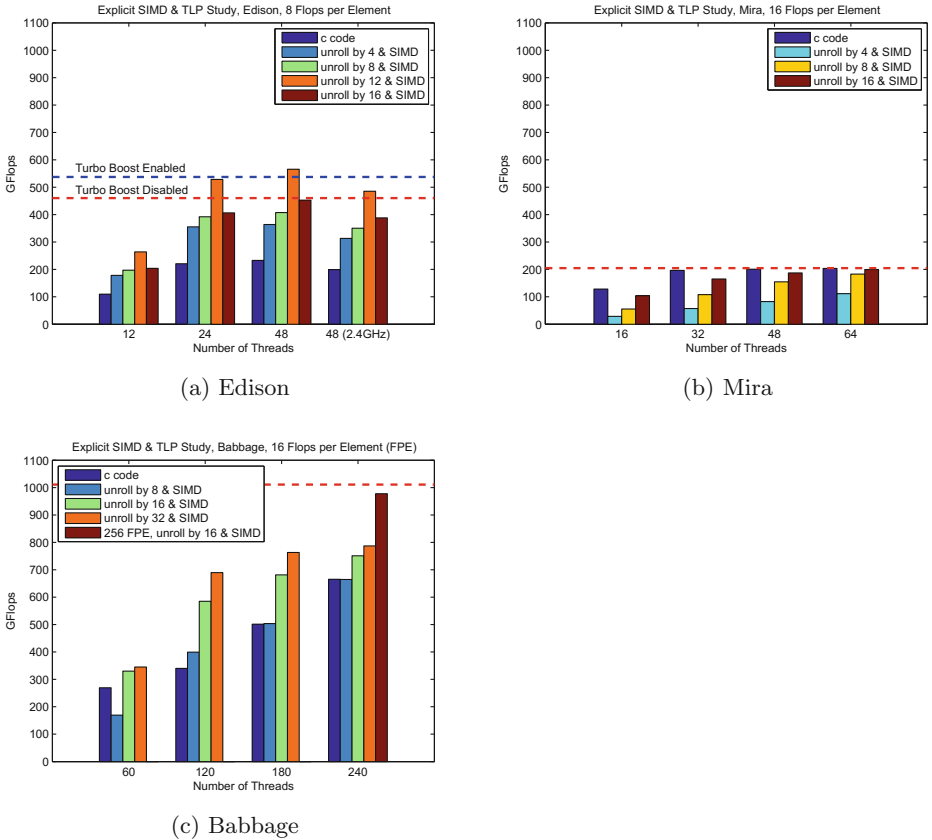 Explicit SIMD & TLP Study, Edison, 8 Flops per Element
1100
1000
900
800
700
600
500
400
300
200
100
0
GFlops
c code
unroll by 4 & SIMD
unroll by 8 & SIMD
unroll by 12 & SIMD
unroll by 16 & SIMD
Turbo Boost Enabled
Turbo Boost Disabled
12 24 48 48 (2.4GHz)
Number of Threads
(a) Edison
Explicit SIMD & TLP Study, Mira, 16 Flops per Element
1100
1000
900
800
700
600
500
400
300
200
100
0
GFlops
c code
unroll by 4 & SIMD
unroll by 8 & SIMD
unroll by 16 & SIMD
16 32 48 64
Number of Threads
(b) Mira
Explicit SIMD & TLP Study, Babbage, 16 Flops per Element (FPE)
1100
1000
900
800
700
600
500
400
300
200
100
0
GFlops
c code
unroll by 8 & SIMD
unroll by 16 & SIMD
unroll by 32 & SIMD
256 FPE, unroll by 16 & SIMD
60 120 180 240
Number of Threads
(c) Babbage